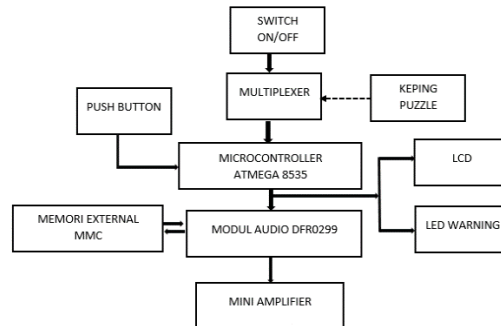 SWITCH
ON/OFF
MULTIPLEXER
KEPING
PUZZLE
PUSH BUTTON
MICROCONTROLLER
ATMEGA 8535
LCD
MEMORI EXTERNAL
MMC
MODUL AUDIO DFR0299
LED WARNING
MINI AMPLIFIER